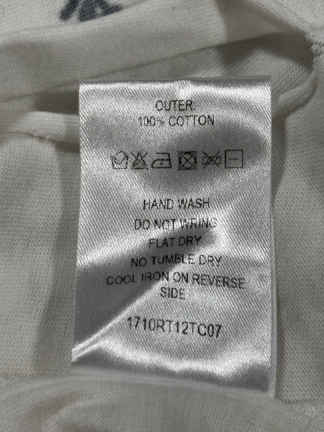 OUTER:
100% COTTON
HAND WASH
DO NOT WRING
FLAT DRY
NO TUMBLE DRY
COOL IRON ON REVERSE
SIDE
1710RT12TC07